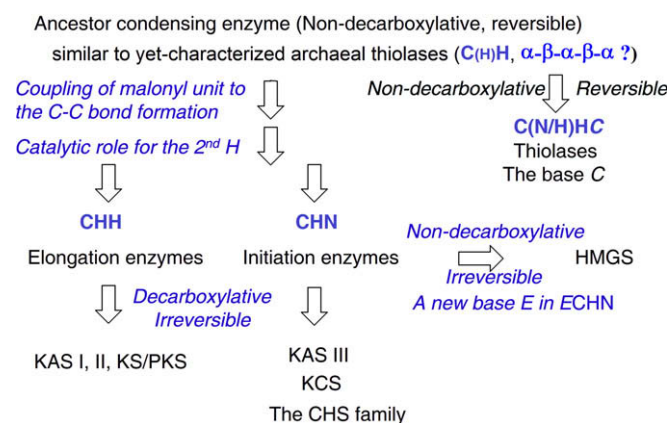 Ancestor condensing enzyme (Non-decarboxylative, reversible)
similar to yet-characterized archaeal thiolases (C(H)H, α-β-α-β-α ?)
Coupling of malonyl unit to
the C-C bond formation
Non-decarboxylative Reversible
Catalytic role for the 2nd H
C(N/H)HC
Thiolases
The base C
CHH CHN
Elongation enzymes Initiation enzymes
Non-decarboxylative
HMGS
Irreversible
A new base E in ECHN
Decarboxylative
Irreversible
KAS I, II, KS/PKS
KAS III
KCS
The CHS family